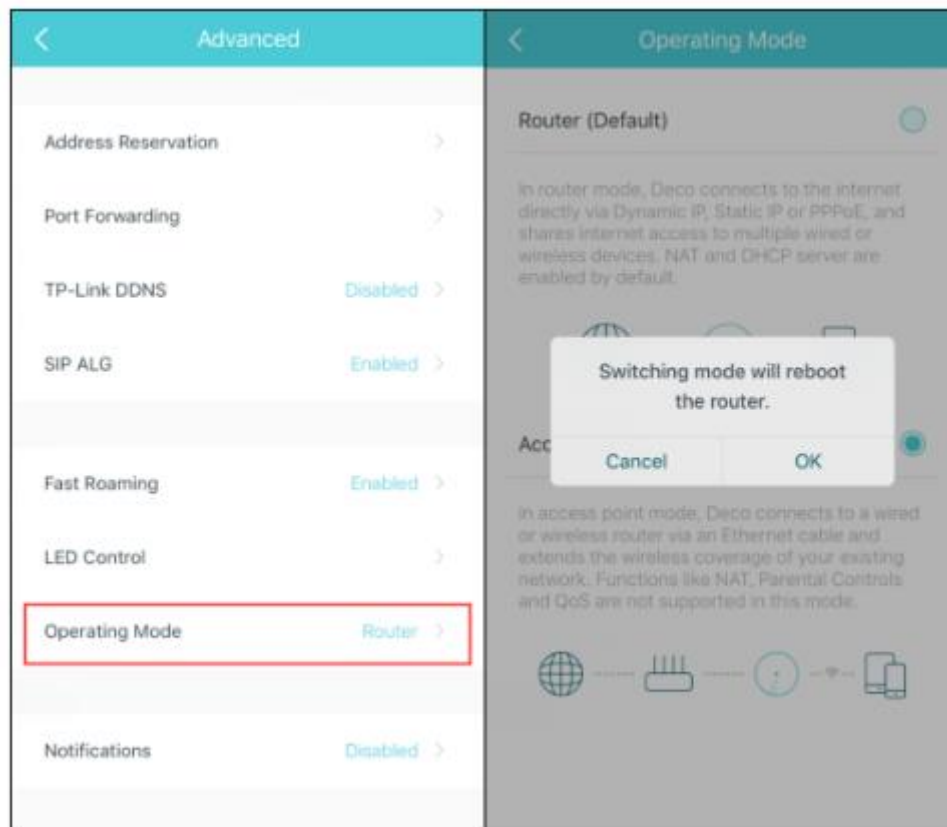 Advanced
Address Reservation
Port Forwarding
TP-Link DDNS Disabled
SIP ALG Enabled
Fast Roaming Enabled
LED Control
Operating Mode Router
Notifications Disabled
Operating Mode
Router (Default)
In router mode, Deco connects to the internet
directly via Dynamic IP, Static IP or PPPoE, and
shares internet access to multiple wired or
wireless devices. NAT and DHCP server are
enabled by default.
Switching mode will reboot
the router.
Acc
Cancel OK
In access point mode, Deco connects to a wired
or wireless router via an Ethernet cable and
extends the wireless coverage of your existing
network. Functions like NAT, Parental Controls
and QoS are not supported in this mode.